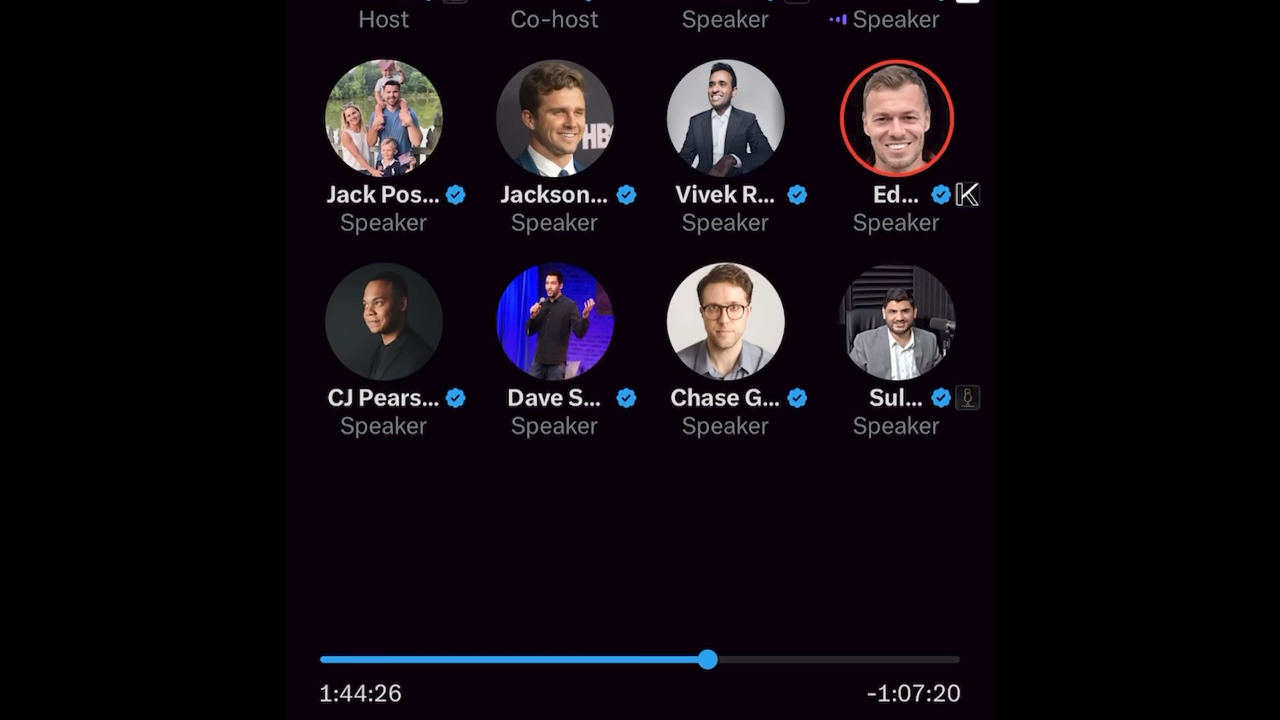 Host Co-host Speaker Speaker
Jack Pos... Jackson... Vivek R... Ed...
Speaker Speaker Speaker Speaker
CJ Pears... Dave S... Chase G... Sul...
Speaker Speaker Speaker Speaker
1:44:26 -1:07:20